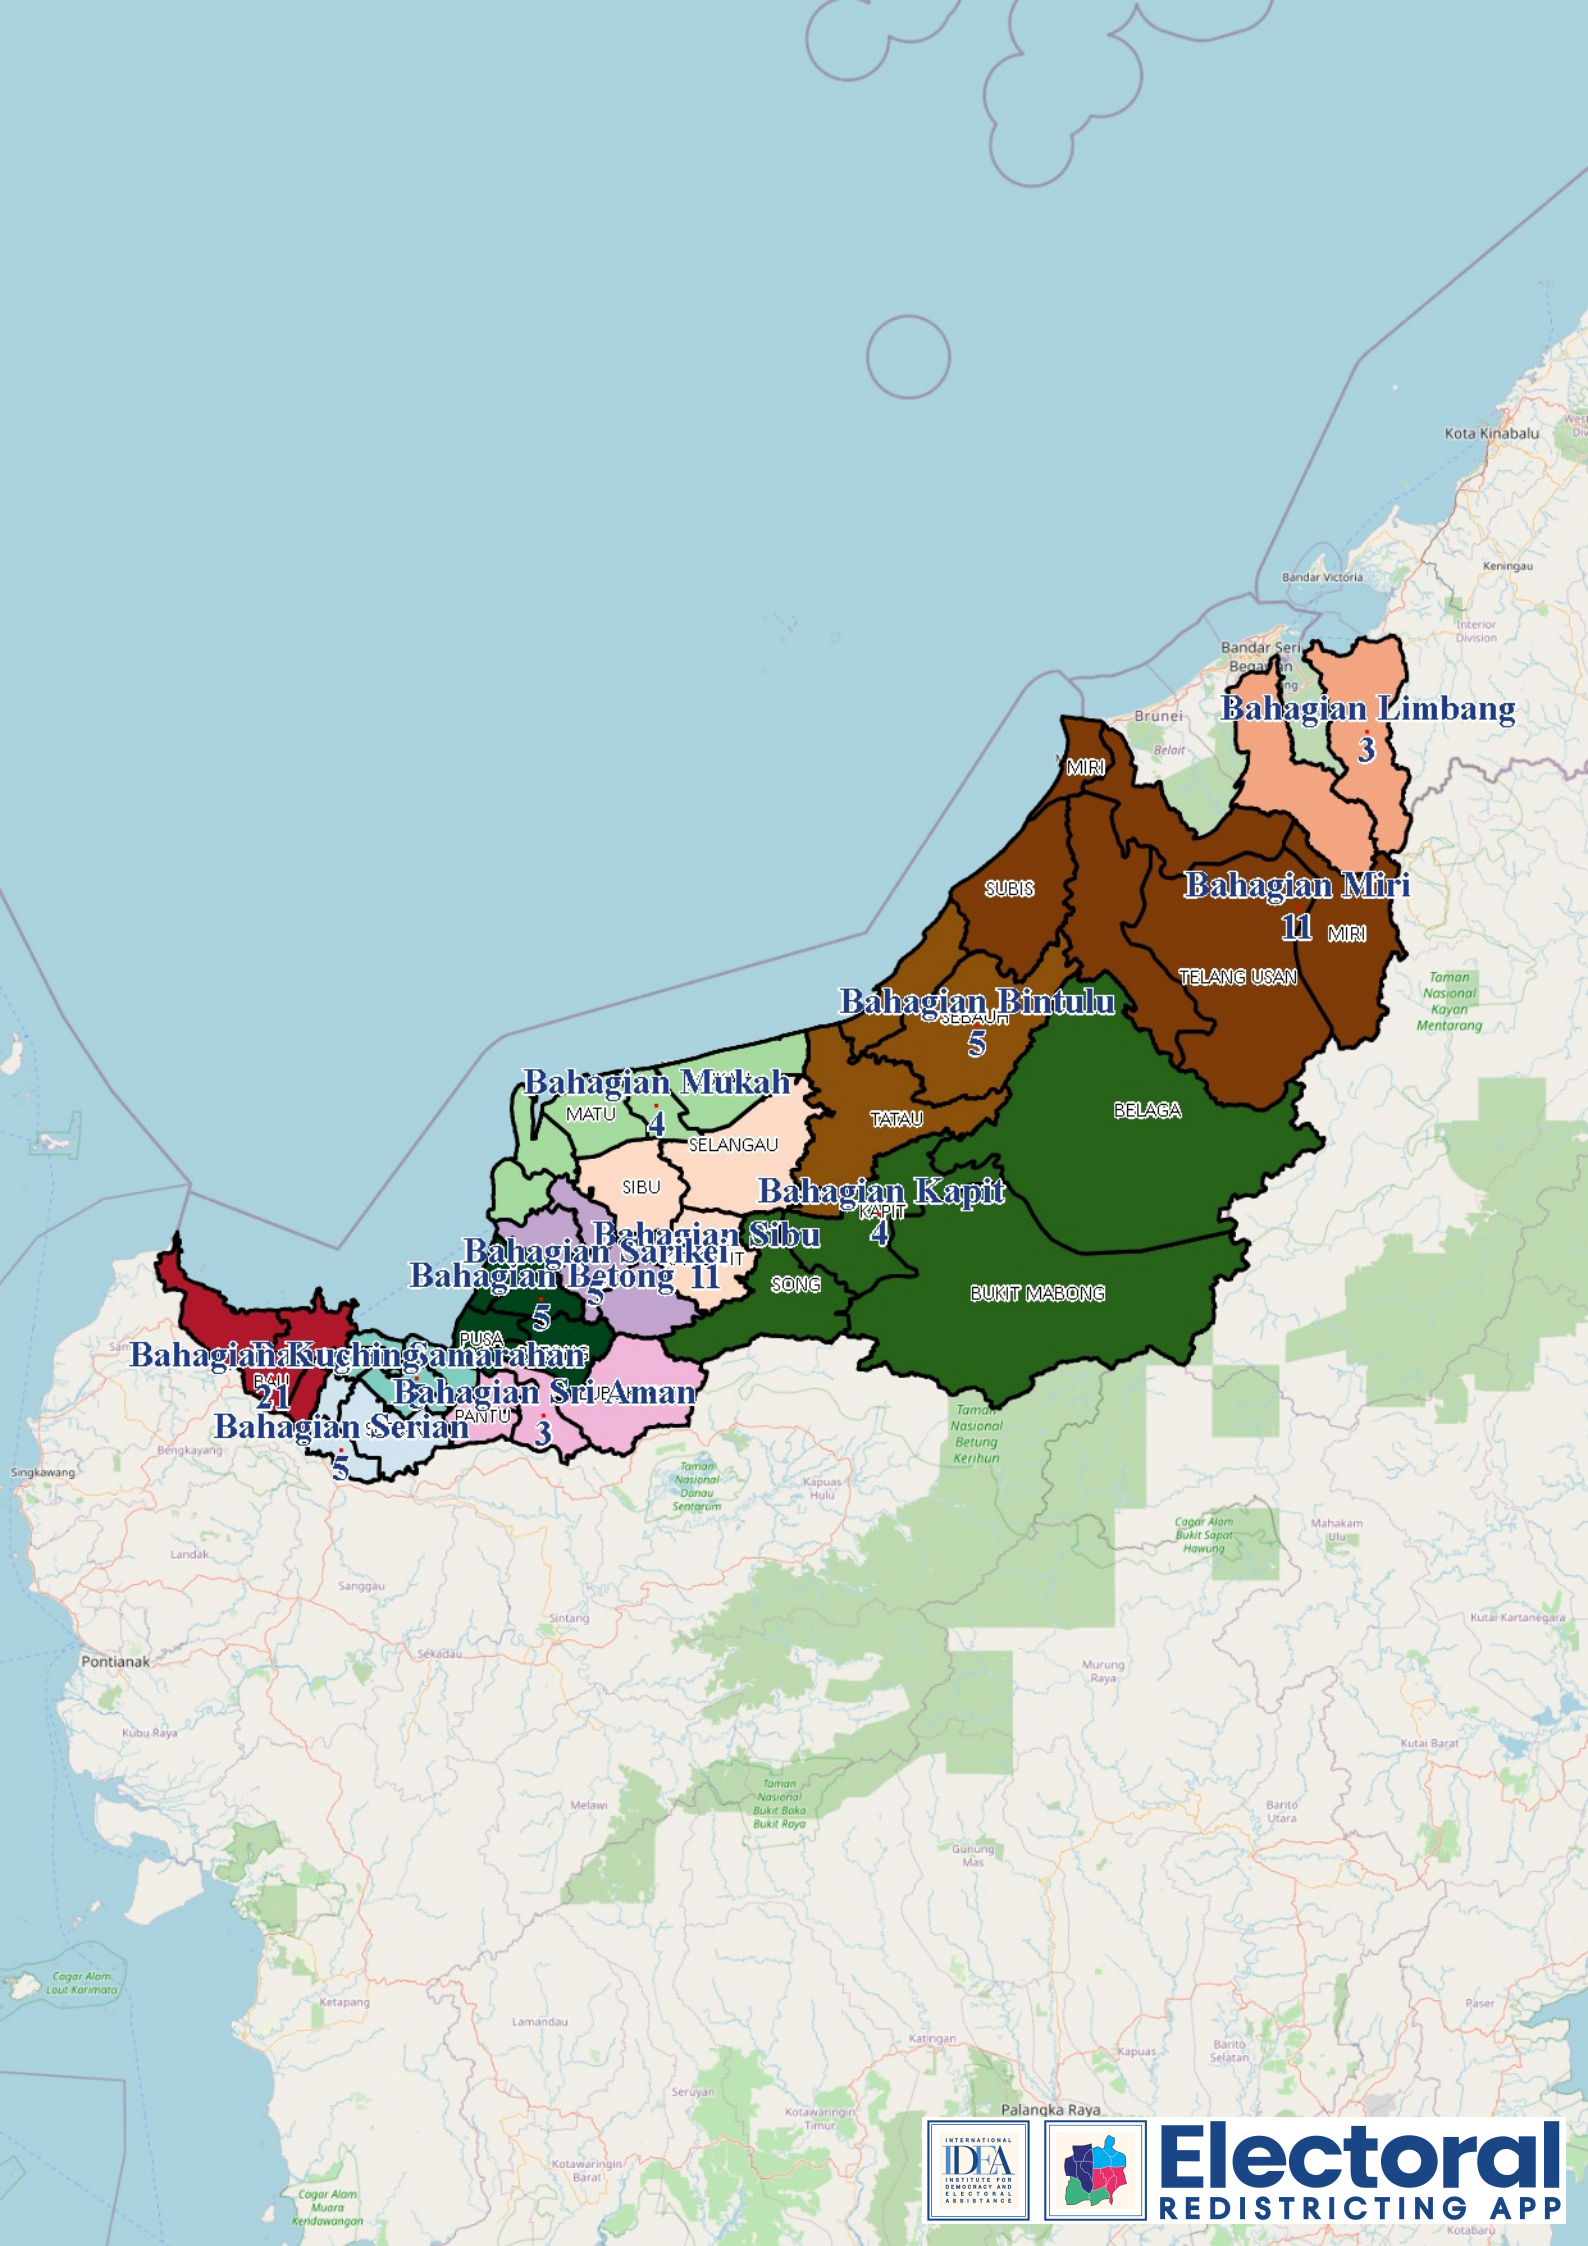 Kota Kinabalu
Keningau
Bandar Victoria
Interior
Division
Bandar Seri
Begawan
Bahagian Limbang
3
Brunei
Belait
MIRI
SUBIS
Bahagian Miri
11
MIRI
TELANG USAN
Taman
Nasional
Kayan
Mentarang
Bahagian Bintulu
SEBAUH
5
Bahagian Mukah
MATU
4
TATAU
BELAGA
SELANGAU
SIBU
Bahagian Kapit
KAPIT
4
Bahagian Sibu
11
Bahagian Sarikei
5
Bahagian Betong
5
SONG
BUKIT MABONG
PUSA
Bahagian Kuching
21
BAU
Samarahan
Bahagian Sri Aman
PANTU
3
Bahagian Serian
5
Taman
Nasional
Betung
Kerihun
Bengkayang
Singkawang
Taman
Nasional
Danau
Sentarum
Kapuas
Hulu
Cagar Alam
Bukit Sapat
Hawung
Mahakam
Ulu
Landak
Sanggau
Sintang
Kutai Kartanegara
Sekadau
Pontianak
Murung
Raya
Kubu Raya
Kutai Barat
Melawi
Taman
Nasional
Bukit Baka
Bukit Raya
Barito
Utara
Gunung
Mas
Cagar Alam
Laut Karimata
Ketapang
Lamandau
Paser
Katingan
Kapuas
Barito
Selatan
Seruyan
Kotawaringin
Timur
Palangka Raya
Kotawaringin
Barat
Cagar Alam
Muara
Kendawangan
INTERNATIONAL
IDEA
INSTITUTE FOR
DEMOCRACY AND
ELECTORAL
ASSISTANCE
Electoral
REDISTRICTING APP
Kotabaru